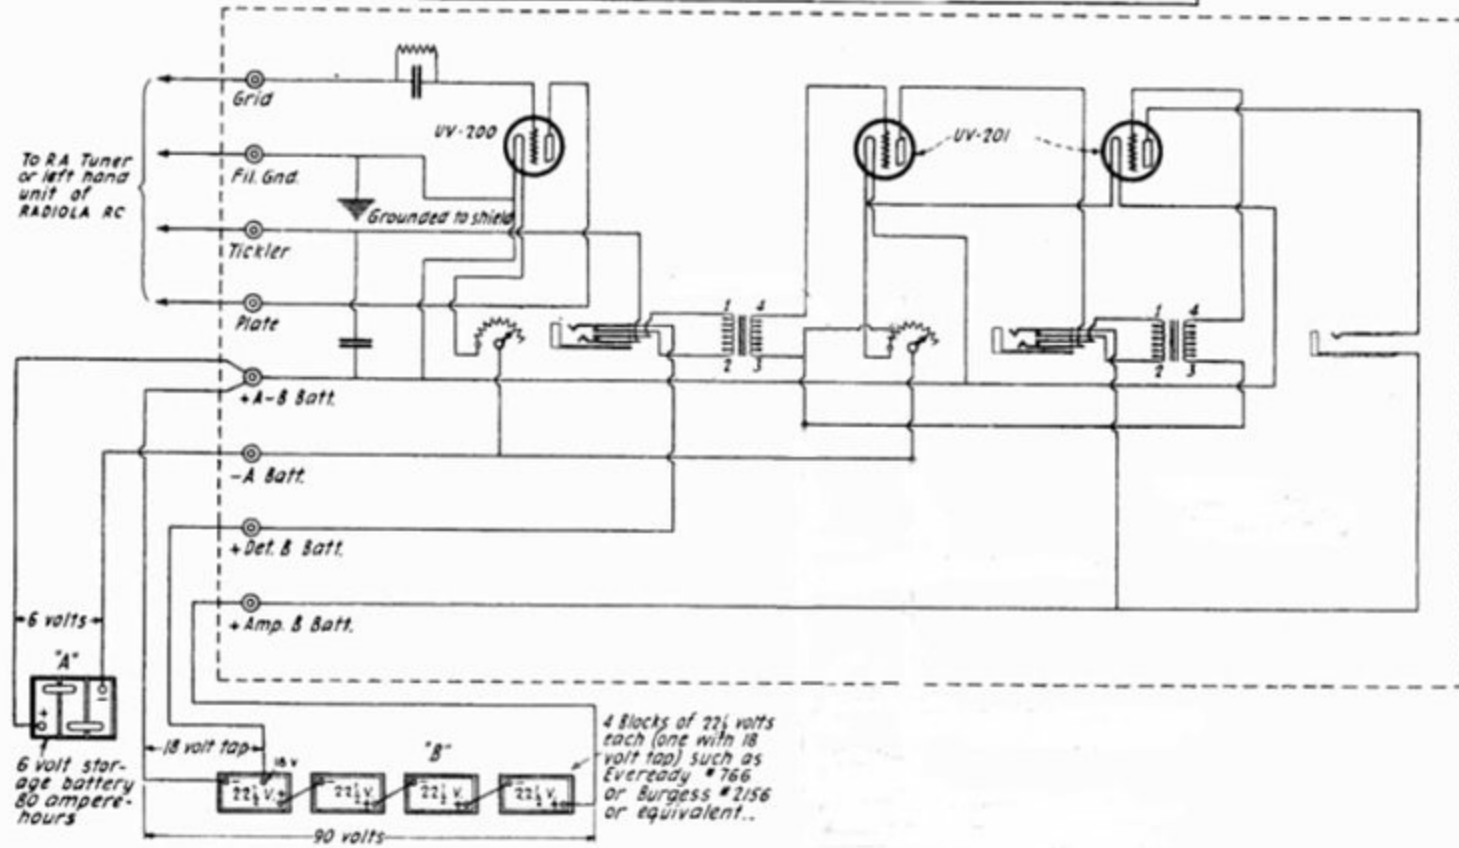 Grid
UV-200
UV-201
To RA Tuner
or left hand
unit of
RADIOLA RC
Fil. Gnd.
Grounded to shield
Tickler
Plate
1 4
2 3
1 4
2 3
+A-B Batt.
-A Batt.
+Det. B Batt.
+Amp. B Batt.
6 volts
"A"
+ -
6 volt stor-
age battery
80 ampere-
hours
18 volt tap
18 V
"B"
- 22½ V. +
- 22½ V. +
- 22½ V. +
- 22½ V. +
90 volts
4 Blocks of 22½ volts
each (one with 18
volt tap) such as
Eveready #766
or Burgess #2156
or equivalent..